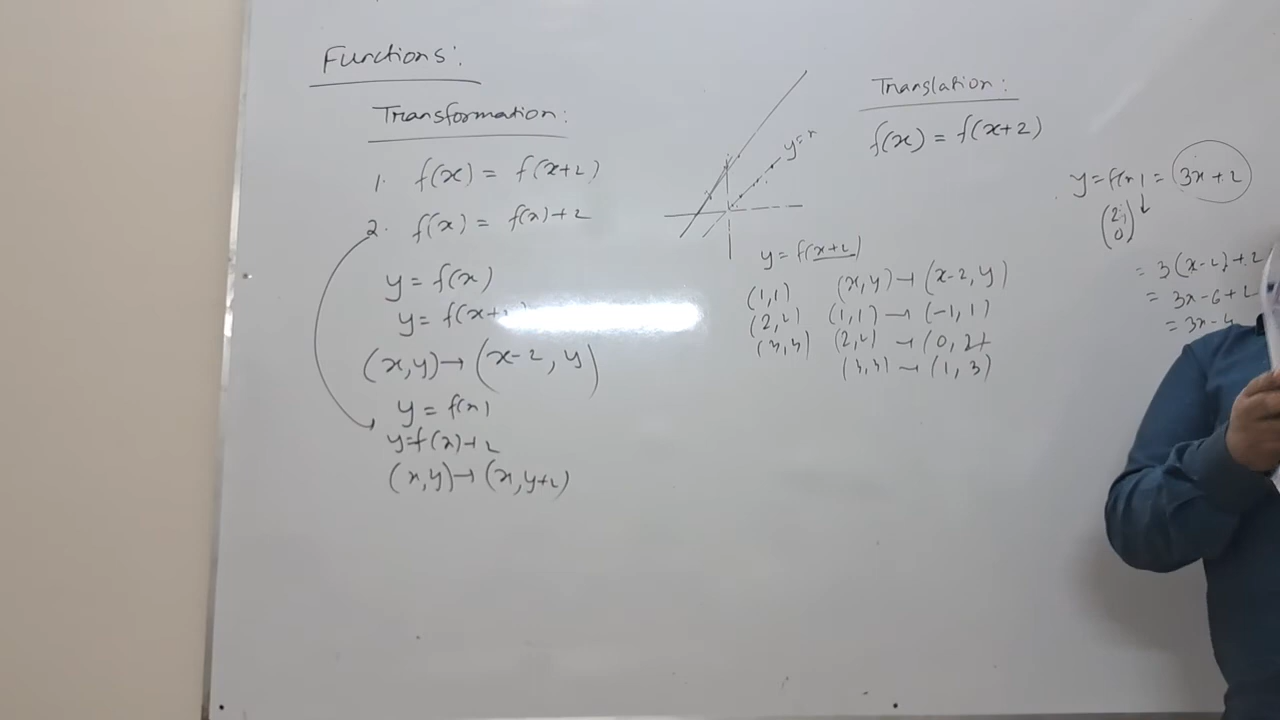 Functions:
Transformation:
1. f(x) = f(x+2)
2. f(x) = f(x)+2
y = f(x)
y = f(x+
(x,y)→(x-2, y)
y = f(x)
y=f(x)+2
(x,y)→(x,y+2)
y=x
y = f(x+2)
(1,1)
(2,2)
(3,3)
(x,y)→(x-2,y)
(1,1)→(-1,1)
(2,2)→(0,2)
(3,3)→(1,3)
Translation:
f(x) = f(x+2)
y=f(x) = 3x+2
(2
0)
= 3(x-2)+2
= 3x-6+2
= 3x-4